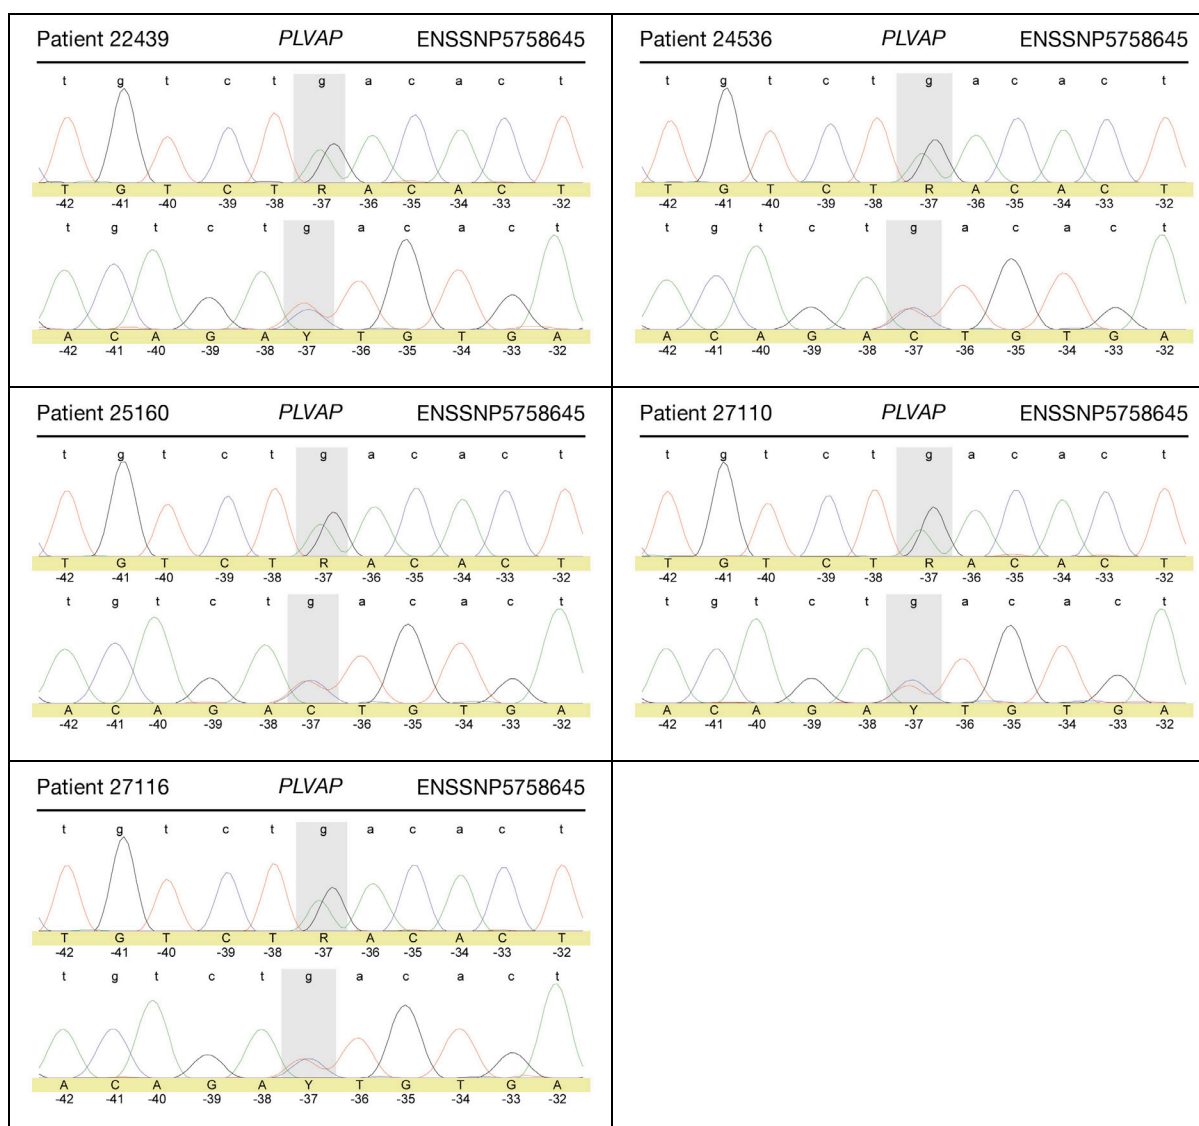 Patient 22439 PLVAP ENSSNP5758645
t g t c t g a c a c t
T G T C T R A C A C T
-42 -41 -40 -39 -38 -37 -36 -35 -34 -33 -32
t g t c t g a c a c t
A C A G A Y T G T G A
-42 -41 -40 -39 -38 -37 -36 -35 -34 -33 -32
Patient 24536 PLVAP ENSSNP5758645
t g t c t g a c a c t
T G T C T R A C A C T
-42 -41 -40 -39 -38 -37 -36 -35 -34 -33 -32
t g t c t g a c a c t
A C A G A C T G T G A
-42 -41 -40 -39 -38 -37 -36 -35 -34 -33 -32
Patient 25160 PLVAP ENSSNP5758645
t g t c t g a c a c t
T G T C T R A C A C T
-42 -41 -40 -39 -38 -37 -36 -35 -34 -33 -32
t g t c t g a c a c t
A C A G A C T G T G A
-42 -41 -40 -39 -38 -37 -36 -35 -34 -33 -32
Patient 27110 PLVAP ENSSNP5758645
t g t c t g a c a c t
T G T C T R A C A C T
-42 -41 -40 -39 -38 -37 -36 -35 -34 -33 -32
t g t c t g a c a c t
A C A G A Y T G T G A
-42 -41 -40 -39 -38 -37 -36 -35 -34 -33 -32
Patient 27116 PLVAP ENSSNP5758645
t g t c t g a c a c t
T G T C T R A C A C T
-42 -41 -40 -39 -38 -37 -36 -35 -34 -33 -32
t g t c t g a c a c t
A C A G A Y T G T G A
-42 -41 -40 -39 -38 -37 -36 -35 -34 -33 -32